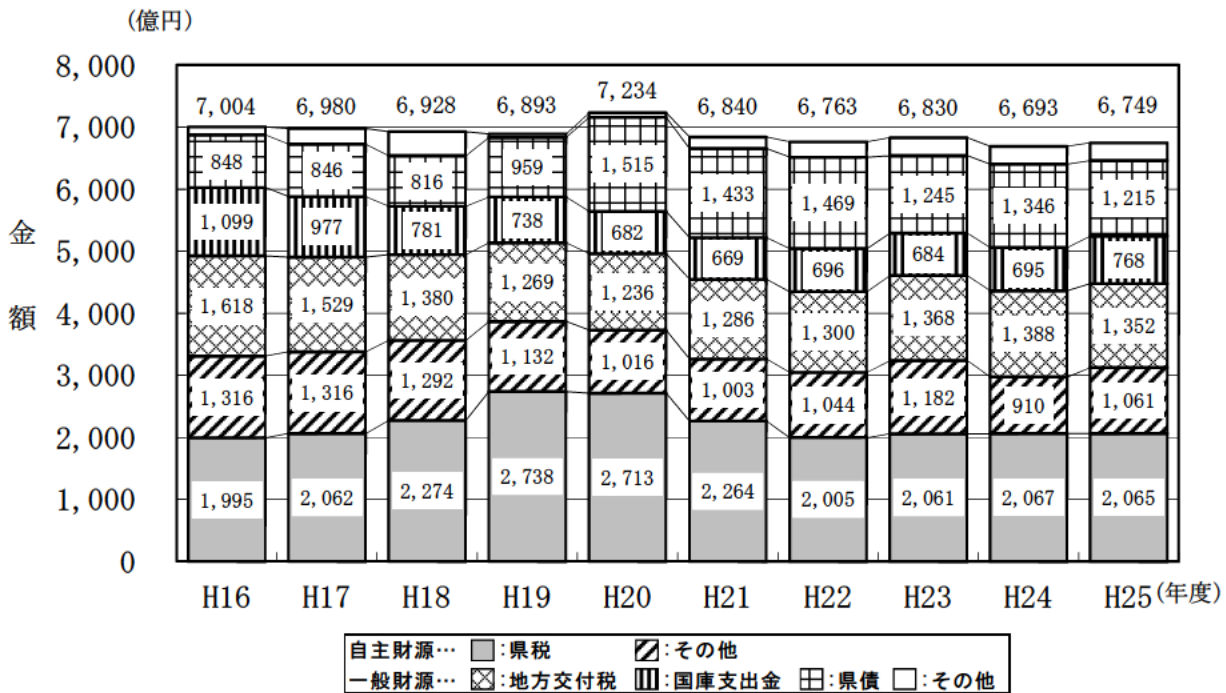 (億円)
8,000
7,000
6,000
5,000
4,000
3,000
2,000
1,000
0
金
額
7,004 6,980 6,928 6,893 7,234 6,840 6,763 6,830 6,693 6,749
848 846 816 959 1,515 1,433 1,469 1,245 1,346 1,215
1,099 977 781 738 682 669 696 684 695 768
1,618 1,529 1,380 1,269 1,236 1,286 1,300 1,368 1,388 1,352
1,316 1,316 1,292 1,132 1,016 1,003 1,044 1,182 910 1,061
1,995 2,062 2,274 2,738 2,713 2,264 2,005 2,061 2,067 2,065
H16 H17 H18 H19 H20 H21 H22 H23 H24 H25 (年度)
自主財源… :県税 :その他
一般財源… :地方交付税 :国庫支出金 :県債 :その他